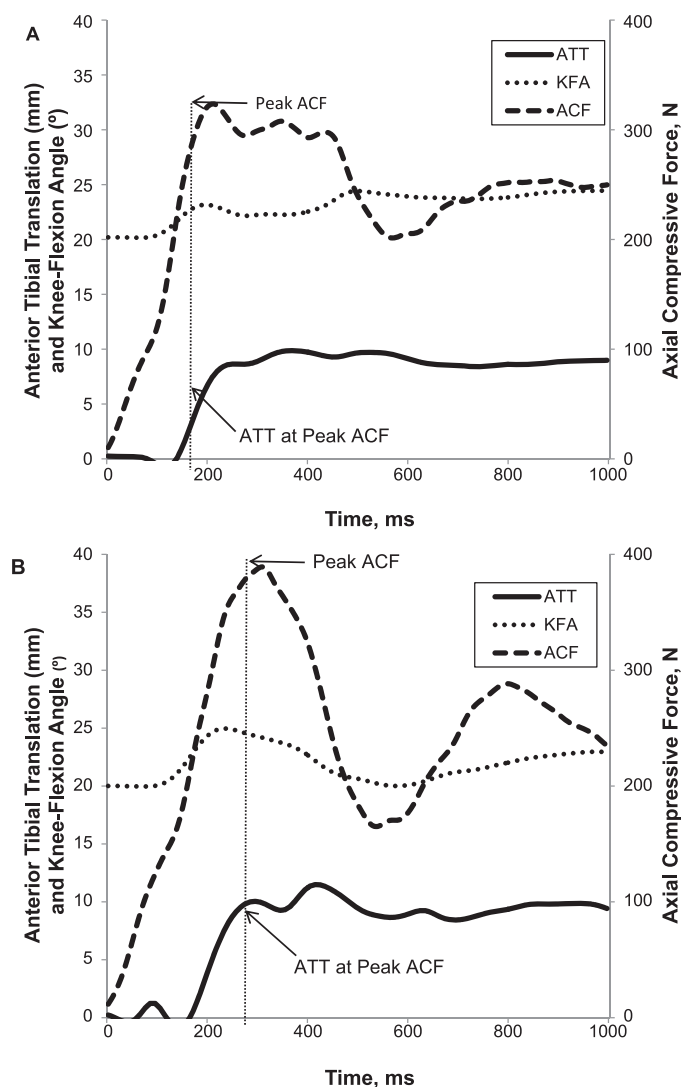 A
40
35
30
25
20
15
10
5
0
Anterior Tibial Translation (mm)
and Knee-Flexion Angle (º)
400
300
200
100
0
Axial Compressive Force, N
ATT
KFA
ACF
Peak ACF
ATT at Peak ACF
0 200 400 600 800 1000
Time, ms
B
40
35
30
25
20
15
10
5
0
Anterior Tibial Translation (mm)
and Knee-Flexion Angle (º)
400
300
200
100
0
Axial Compressive Force, N
ATT
KFA
ACF
Peak ACF
ATT at Peak ACF
0 200 400 600 800 1000
Time, ms